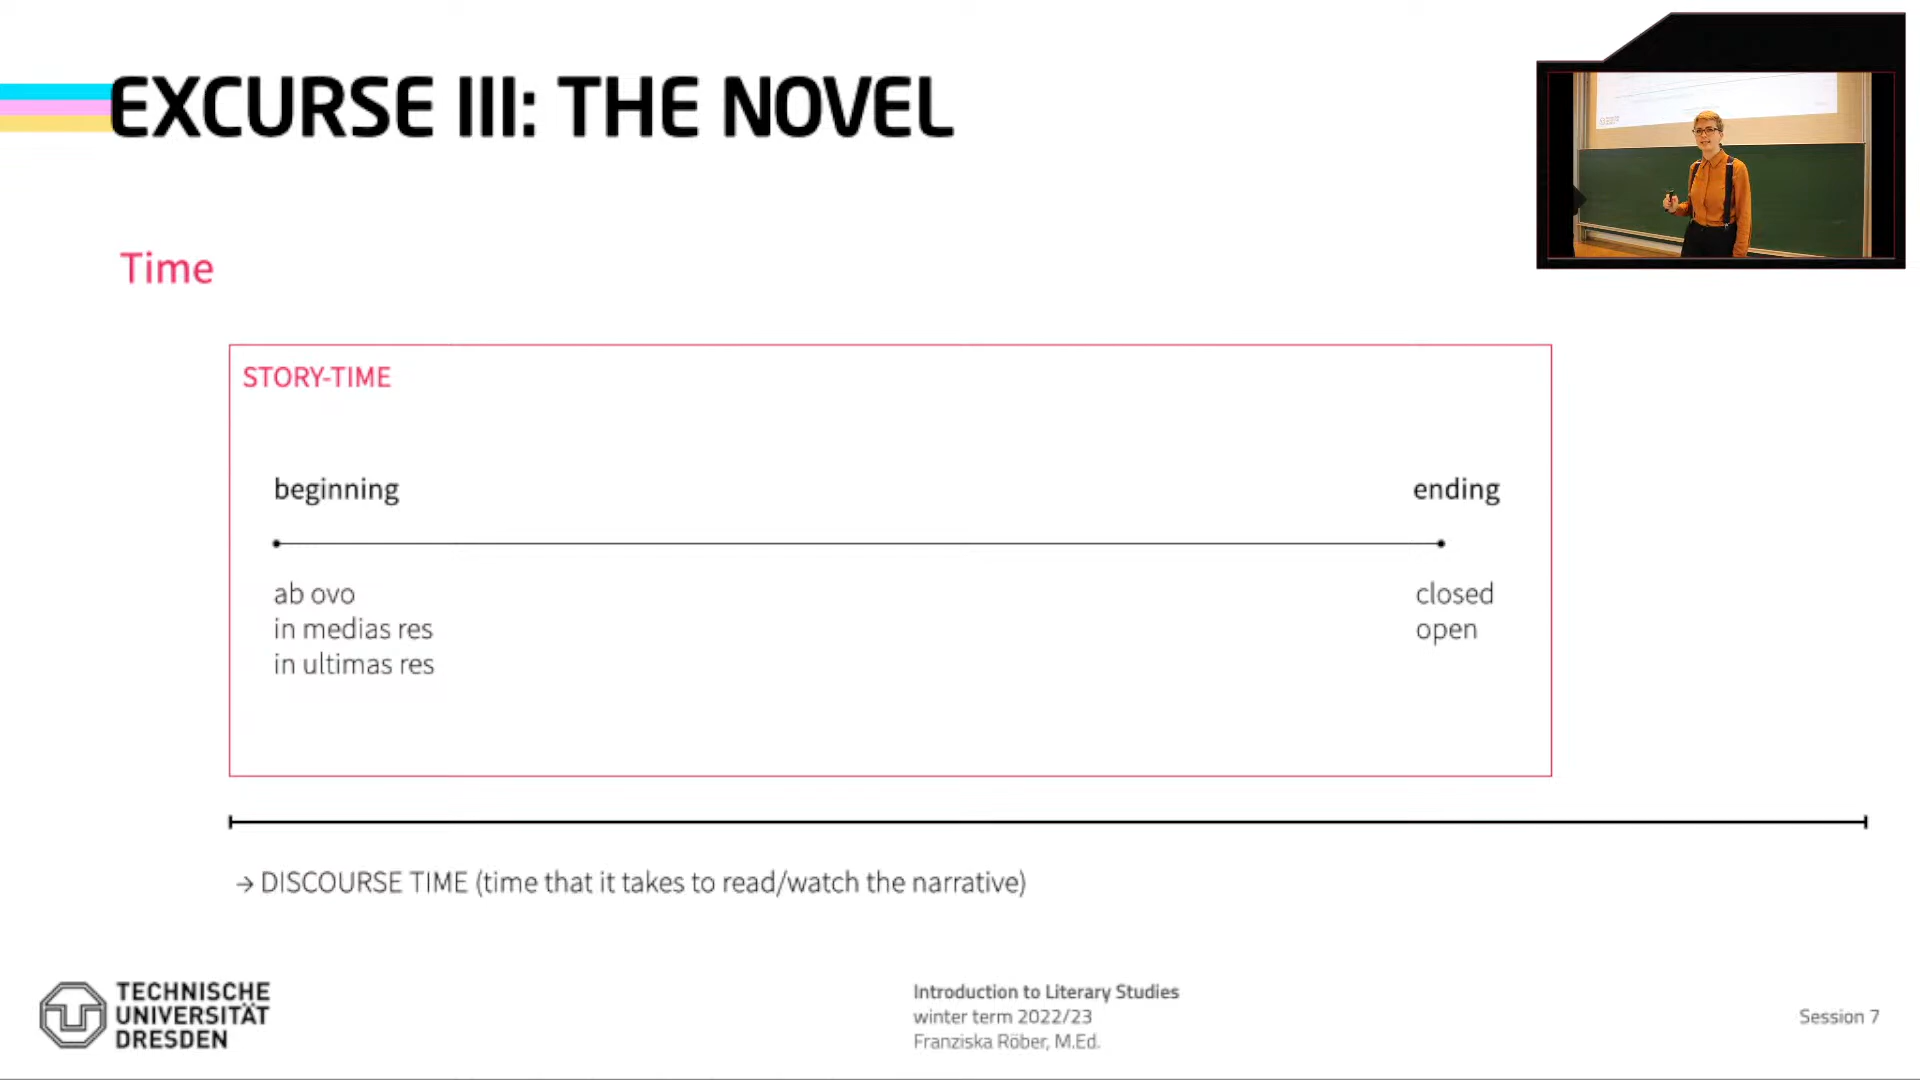 EXCURSE III: THE NOVEL
Time
STORY-TIME
beginning
ending
ab ovo
in medias res
in ultimas res
closed
open
→ DISCOURSE TIME (time that it takes to read/watch the narrative)
TECHNISCHE
UNIVERSITÄT
DRESDEN
Introduction to Literary Studies
winter term 2022/23
Franziska Röber, M.Ed.
Session 7